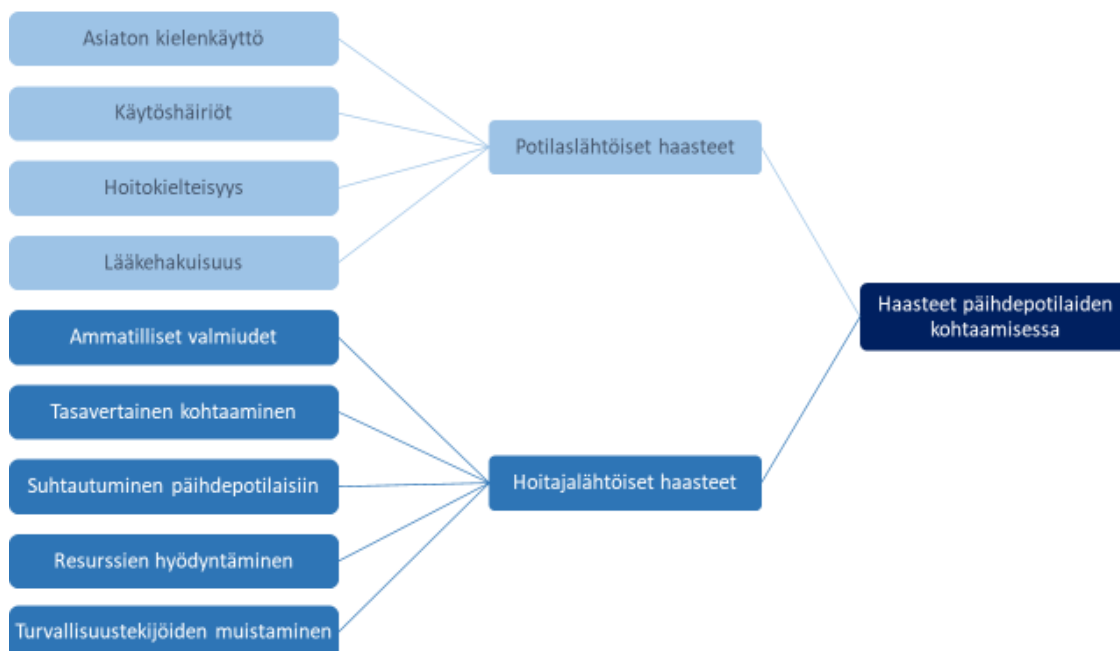 Asiaton kielenkäyttö
Käytöshäiriöt
Hoitokielteisyys
Lääkehakuisuus
Ammatilliset valmiudet
Tasavertainen kohtaaminen
Suhtautuminen päihdepotilaisiin
Resurssien hyödyntäminen
Turvallisuustekijöiden muistaminen
Potilaslähtöiset haasteet
Hoitajalähtöiset haasteet
Haasteet päihdepotilaiden
kohtaamisessa